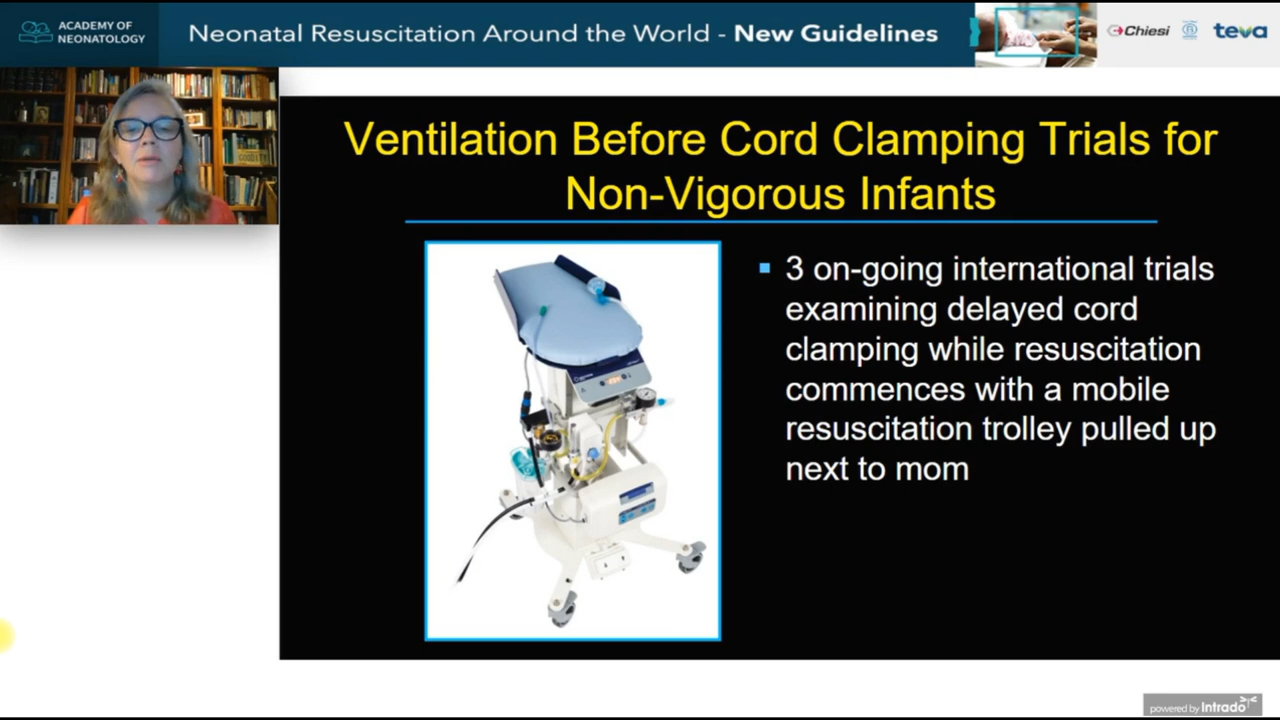 ACADEMY OF
NEONATOLOGY
Neonatal Resuscitation Around the World - New Guidelines
Chiesi
teva
Ventilation Before Cord Clamping Trials for
Non-Vigorous Infants
▪ 3 on-going international trials
examining delayed cord
clamping while resuscitation
commences with a mobile
resuscitation trolley pulled up
next to mom
powered by intrado